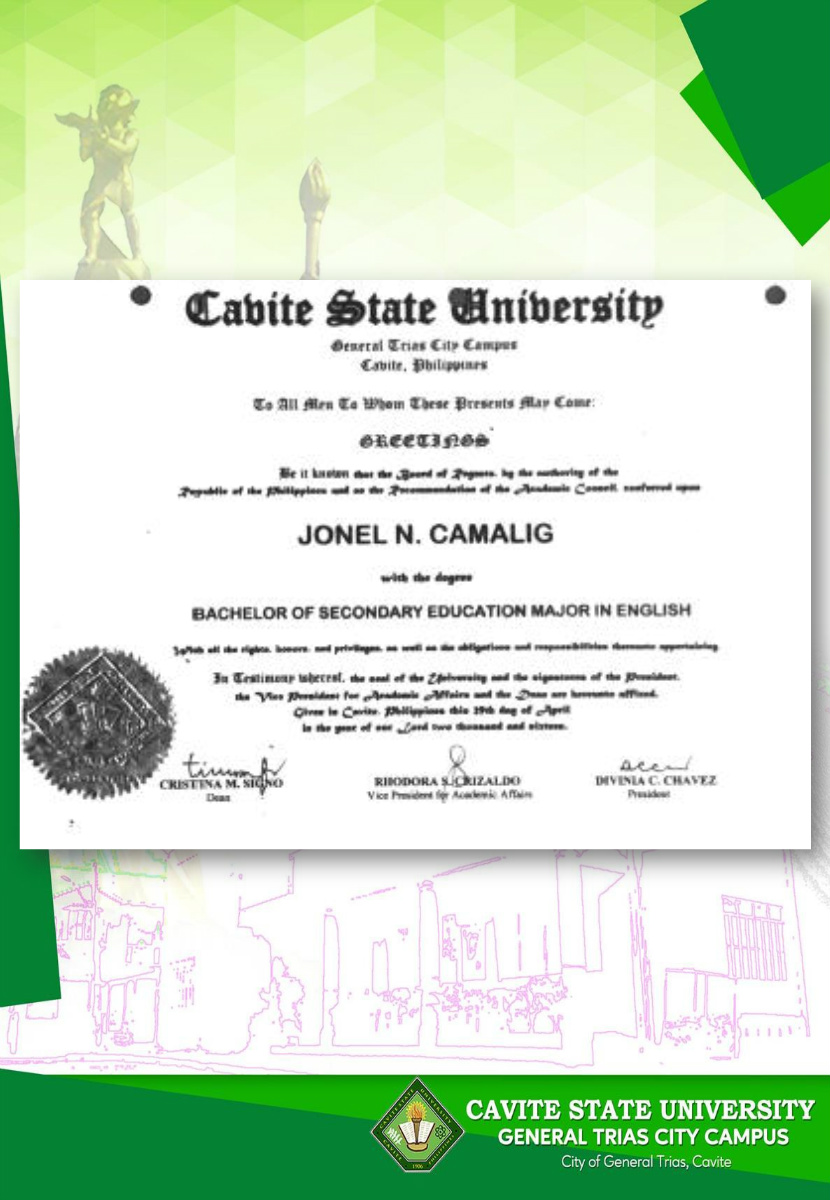 Cavite State University
General Trias City Campus
Cavite, Philippines
To All Men To Whom These Presents May Come:
GREETINGS
Be it known that the Board of Regents, by the authority of the
Republic of the Philippines and on the Recommendation of the Academic Council, conferred upon
JONEL N. CAMALIG
with the degree
BACHELOR OF SECONDARY EDUCATION MAJOR IN ENGLISH
With all the rights, honors, and privileges, as well as the obligations and responsibilities thereunto appertaining.
In Testimony whereof, the seal of the University and the signatures of the President,
the Vice President for Academic Affairs and the Dean are hereunto affixed.
Given in Cavite, Philippines this 19th day of April
in the year of our Lord two thousand and sixteen.
CRISTINA M. SIGNO
Dean
RHODORA S. CRIZALDO
Vice President for Academic Affairs
DIVINIA C. CHAVEZ
President
CAVITE STATE UNIVERSITY
GENERAL TRIAS CITY CAMPUS
City of General Trias, Cavite
1906